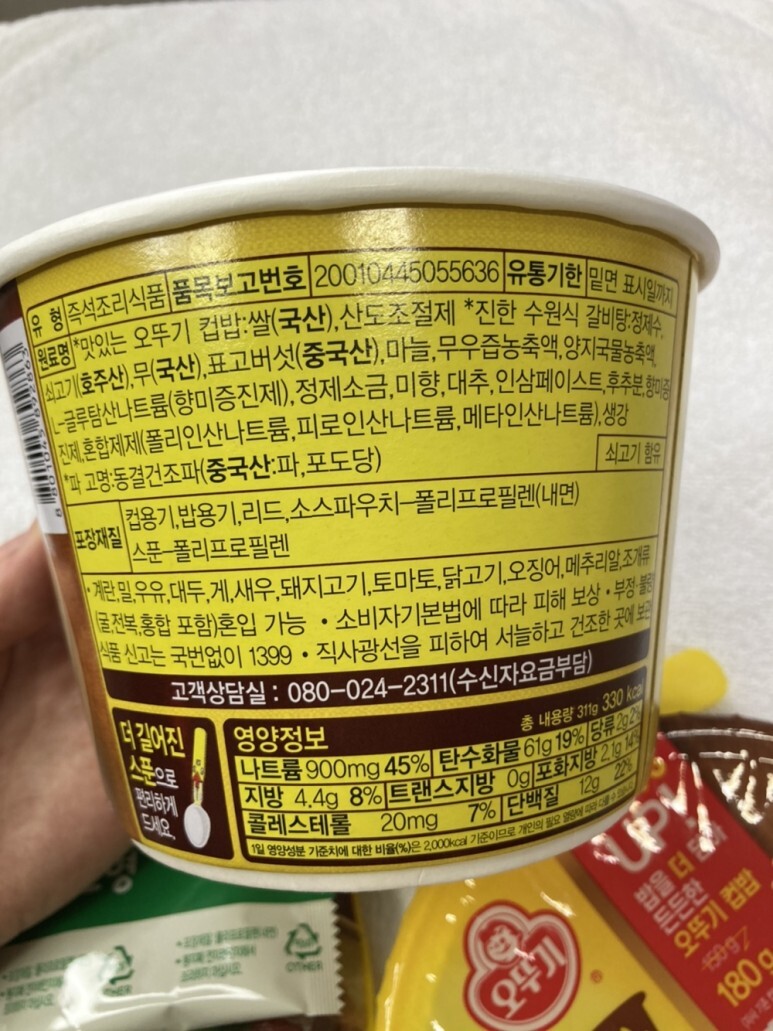 유 형 즉석조리식품 품목보고번호 20010445055636 유통기한 밑면 표시일까지
원료명 *맛있는 오뚜기 컵밥:쌀(국산),산도조절제 *진한 수원식 갈비탕:정제수,
쇠고기(호주산),무(국산),표고버섯(중국산),마늘,무우즙농축액,양지국물농축액,
L-글루탐산나트륨(향미증진제),정제소금,미향,대추,인삼페이스트,후추분,향미증
진제,혼합제제(폴리인산나트륨,피로인산나트륨,메타인산나트륨),생강
*파 고명:동결건조파(중국산:파,포도당)
쇠고기 함유
포장재질 컵용기,밥용기,리드,소스파우치-폴리프로필렌(내면)
스푼-폴리프로필렌
• 계란,밀,우유,대두,게,새우,돼지고기,토마토,닭고기,오징어,메추리알,조개류
(굴,전복,홍합 포함)혼입 가능 • 소비자기본법에 따라 피해 보상 • 부정·불량
식품 신고는 국번없이 1399 • 직사광선을 피하여 서늘하고 건조한 곳에 보관
고객상담실 : 080-024-2311(수신자요금부담)
더 길어진
스푼으로
편리하게
드세요.
영양정보 총 내용량 311g 330 kcal
나트륨 900mg 45% 탄수화물 61g 19% 당류 2g 2%
지방 4.4g 8% 트랜스지방 0g 포화지방 2.1g 14%
콜레스테롤 20mg 7% 단백질 12g 22%
1일 영양성분 기준치에 대한 비율(%)은 2,000kcal 기준이므로 개인의 필요 열량에 따라 다를 수 있습니다.
UP!
밥을 더 담아
든든한
오뚜기 컵밥
180g
오뚜기
®
OTHER
OTHER